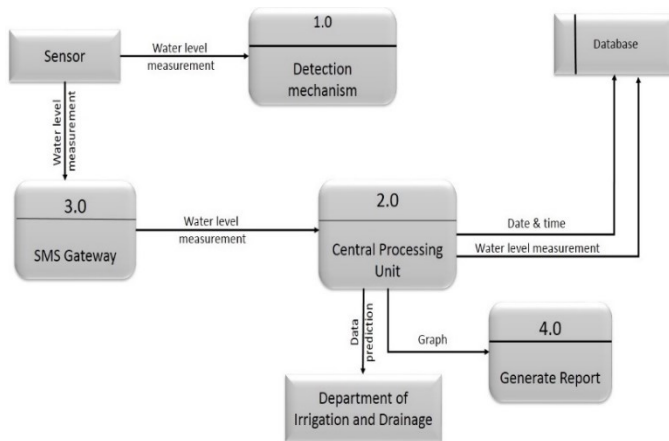 Sensor
Water level
measurement
1.0
Detection
mechanism
Database
Water level
measurement
3.0
SMS Gateway
Water level
measurement
2.0
Central Processing
Unit
Date & time
Water level measurement
Data
prediction
Graph
4.0
Generate Report
Department of
Irrigation and Drainage